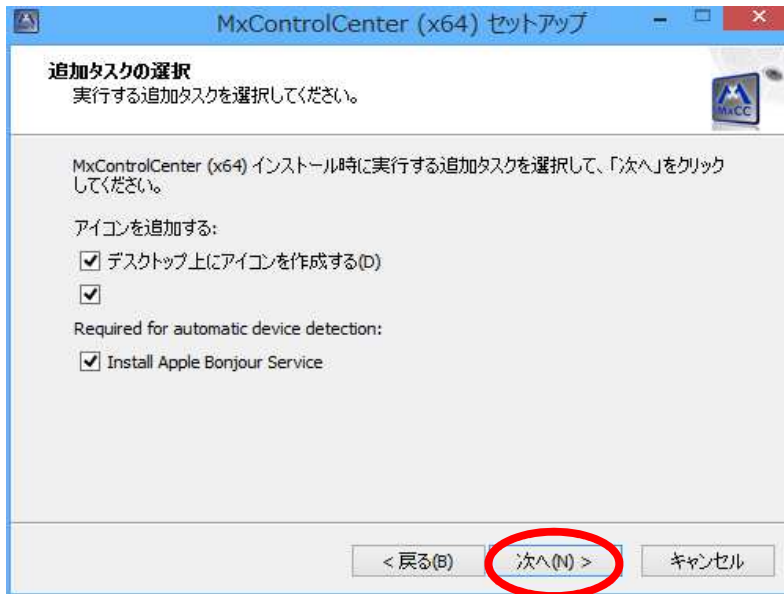 MxControlCenter (x64) セットアップ
追加タスクの選択
実行する追加タスクを選択してください。
MxCC
MxControlCenter (x64) インストール時に実行する追加タスクを選択して、「次へ」をクリック
してください。
アイコンを追加する:
デスクトップ上にアイコンを作成する(D)
Required for automatic device detection:
Install Apple Bonjour Service
< 戻る(B) 次へ(N) > キャンセル